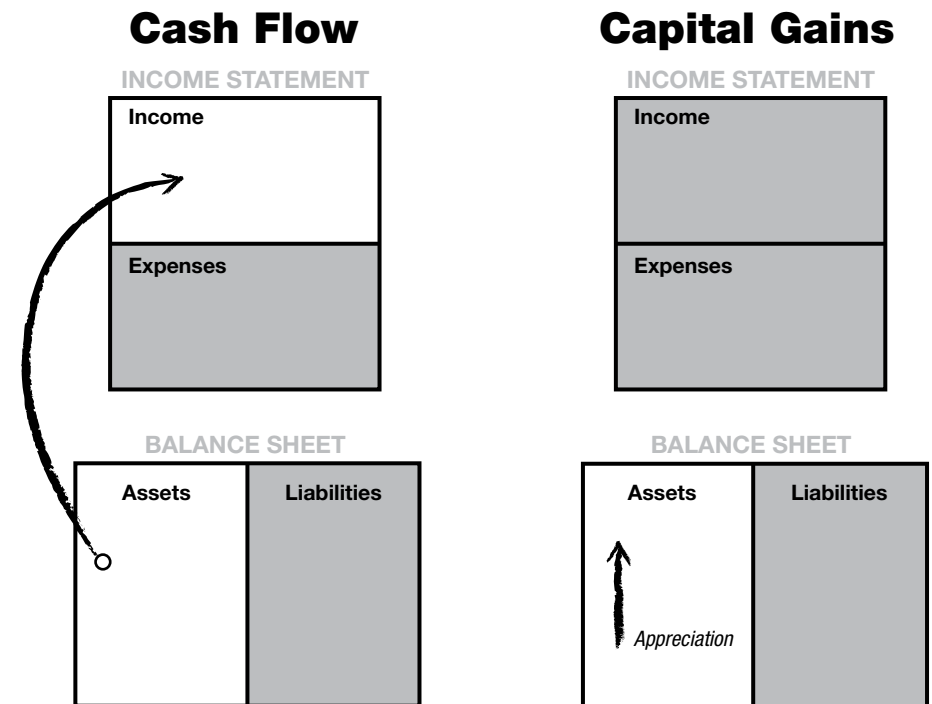 Cash Flow
INCOME STATEMENT
Income
Expenses
BALANCE SHEET
Assets
Liabilities
Capital Gains
INCOME STATEMENT
Income
Expenses
BALANCE SHEET
Assets
Liabilities
Appreciation